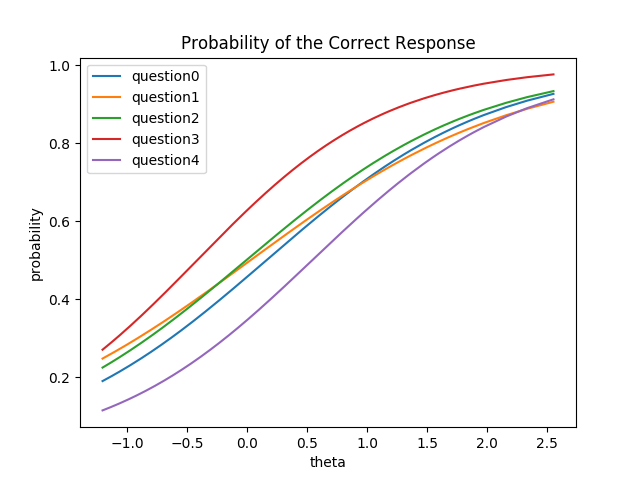 Probability of the Correct Response
question0
question1
question2
question3
question4
probability
1.0
0.8
0.6
0.4
0.2
−1.0 −0.5 0.0 0.5 1.0 1.5 2.0 2.5
theta